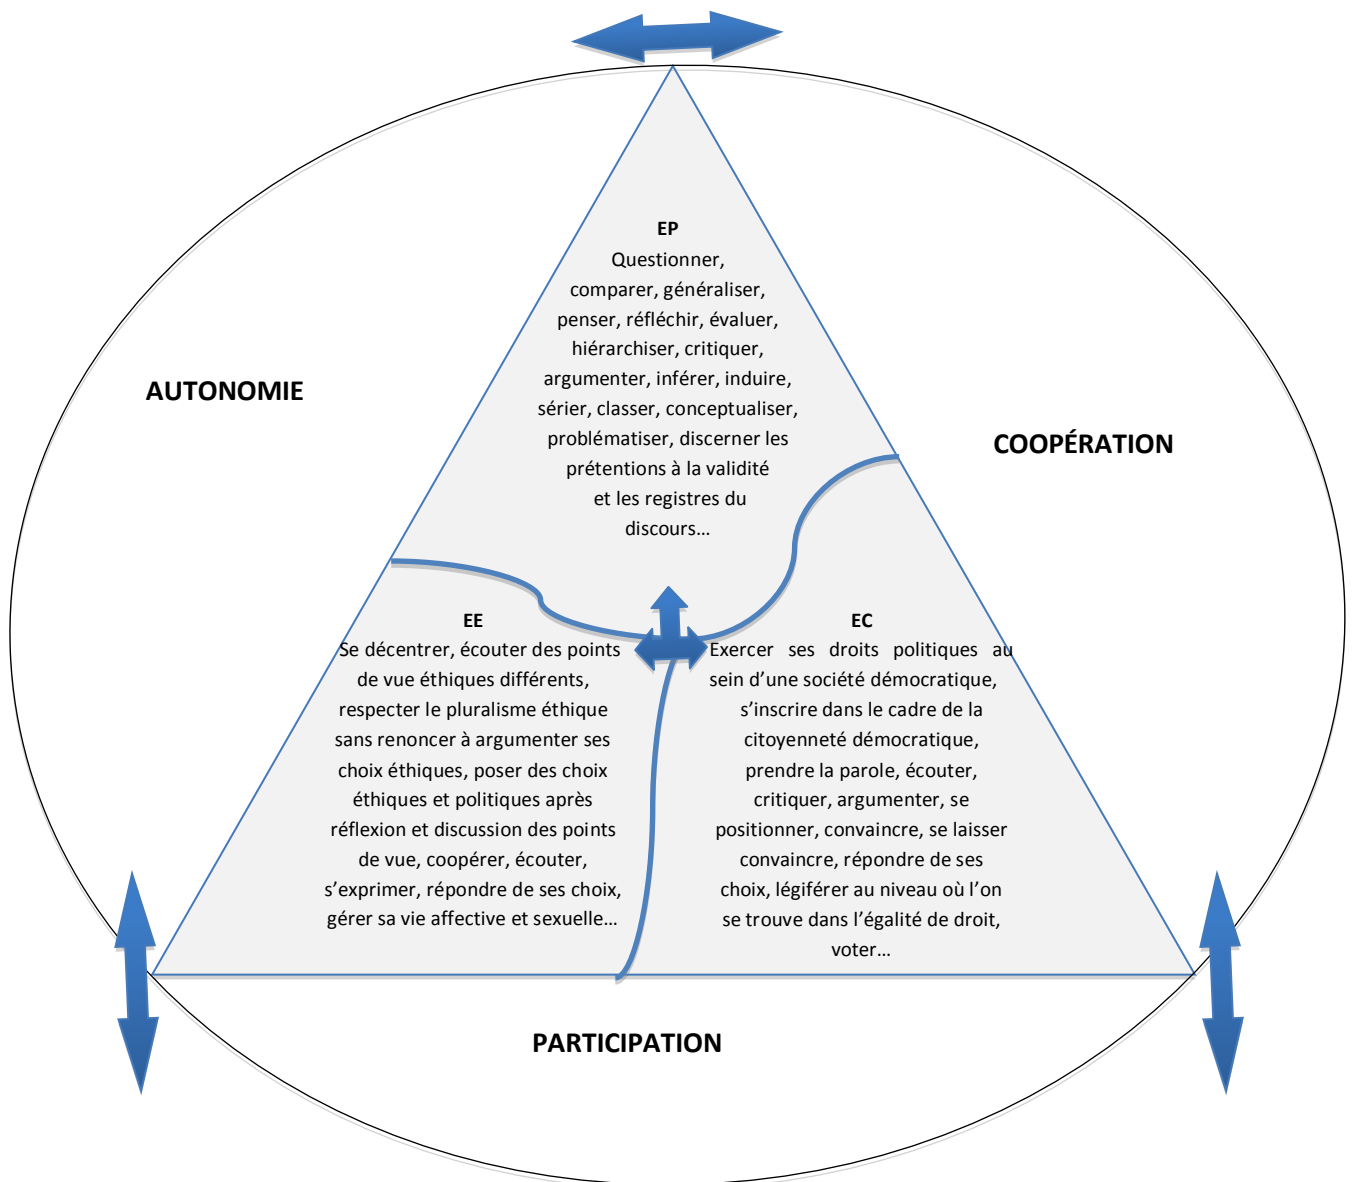 EP
Questionner,
comparer, généraliser,
penser, réfléchir, évaluer,
hiérarchiser, critiquer,
argumenter, inférer, induire,
sérier, classer, conceptualiser,
problématiser, discerner les
prétentions à la validité
et les registres du
discours…
AUTONOMIE
COOPÉRATION
EE
Se décentrer, écouter des points
de vue éthiques différents,
respecter le pluralisme éthique
sans renoncer à argumenter ses
choix éthiques, poser des choix
éthiques et politiques après
réflexion et discussion des points
de vue, coopérer, écouter,
s’exprimer, répondre de ses choix,
gérer sa vie affective et sexuelle…
EC
Exercer ses droits politiques au
sein d’une société démocratique,
s’inscrire dans le cadre de la
citoyenneté démocratique,
prendre la parole, écouter,
critiquer, argumenter, se
positionner, convaincre, se laisser
convaincre, répondre de ses
choix, légiférer au niveau où l’on
se trouve dans l’égalité de droit,
voter…
PARTICIPATION